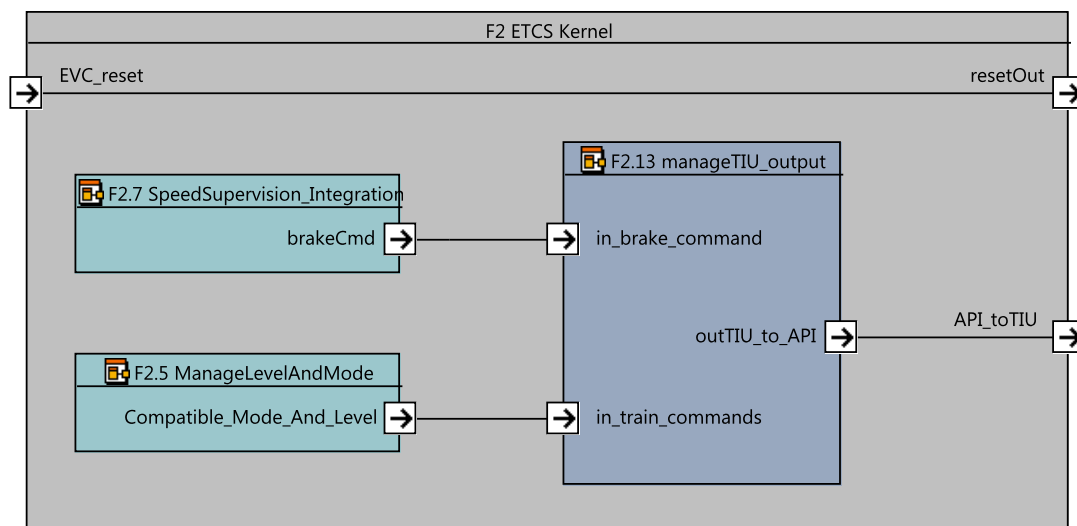 F2 ETCS Kernel
EVC_reset
resetOut
F2.13 manageTIU_output
F2.7 SpeedSupervision_Integration
brakeCmd
in_brake_command
outTIU_to_API
API_toTIU
F2.5 ManageLevelAndMode
Compatible_Mode_And_Level
in_train_commands